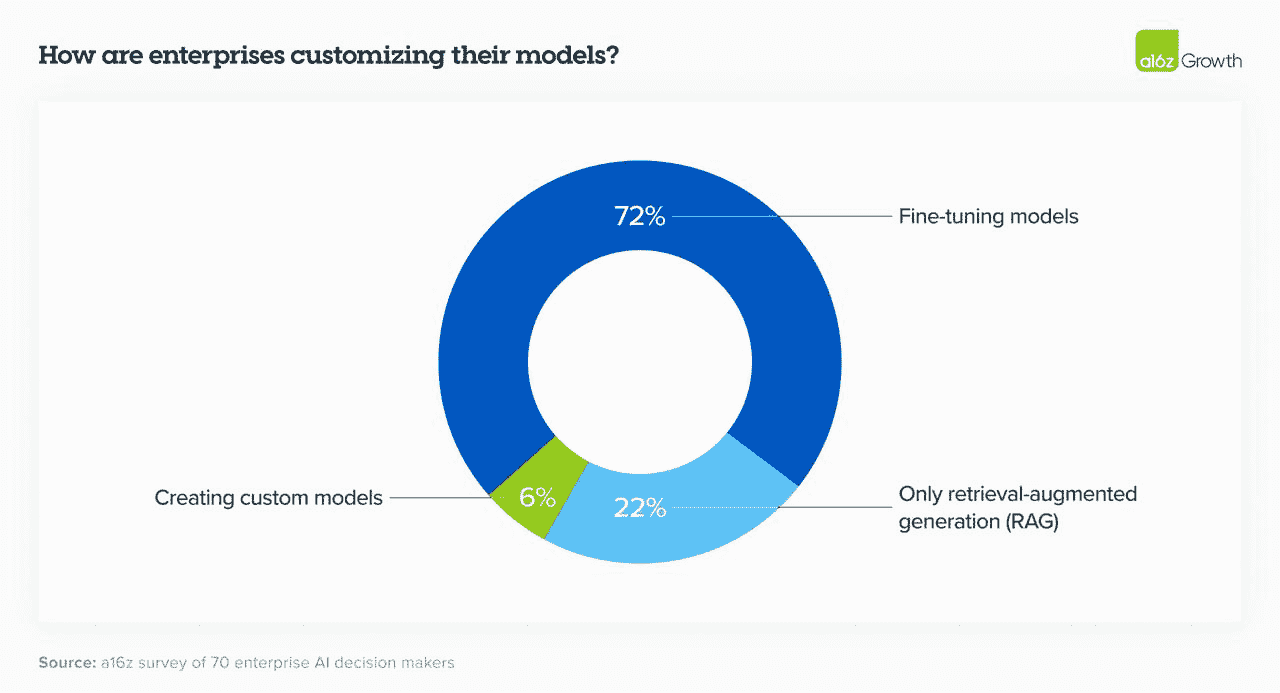 How are enterprises customizing their models?
a16z Growth
72%
Fine-tuning models
Creating custom models
6%
22%
Only retrieval-augmented
generation (RAG)
Source: a16z survey of 70 enterprise AI decision makers